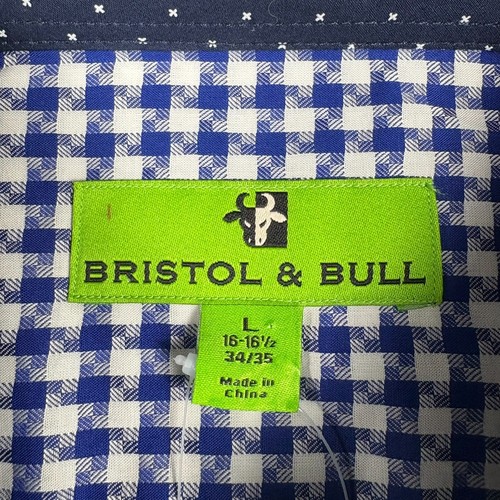 BRISTOL & BULL
L
16-16½
34/35
Made in
China